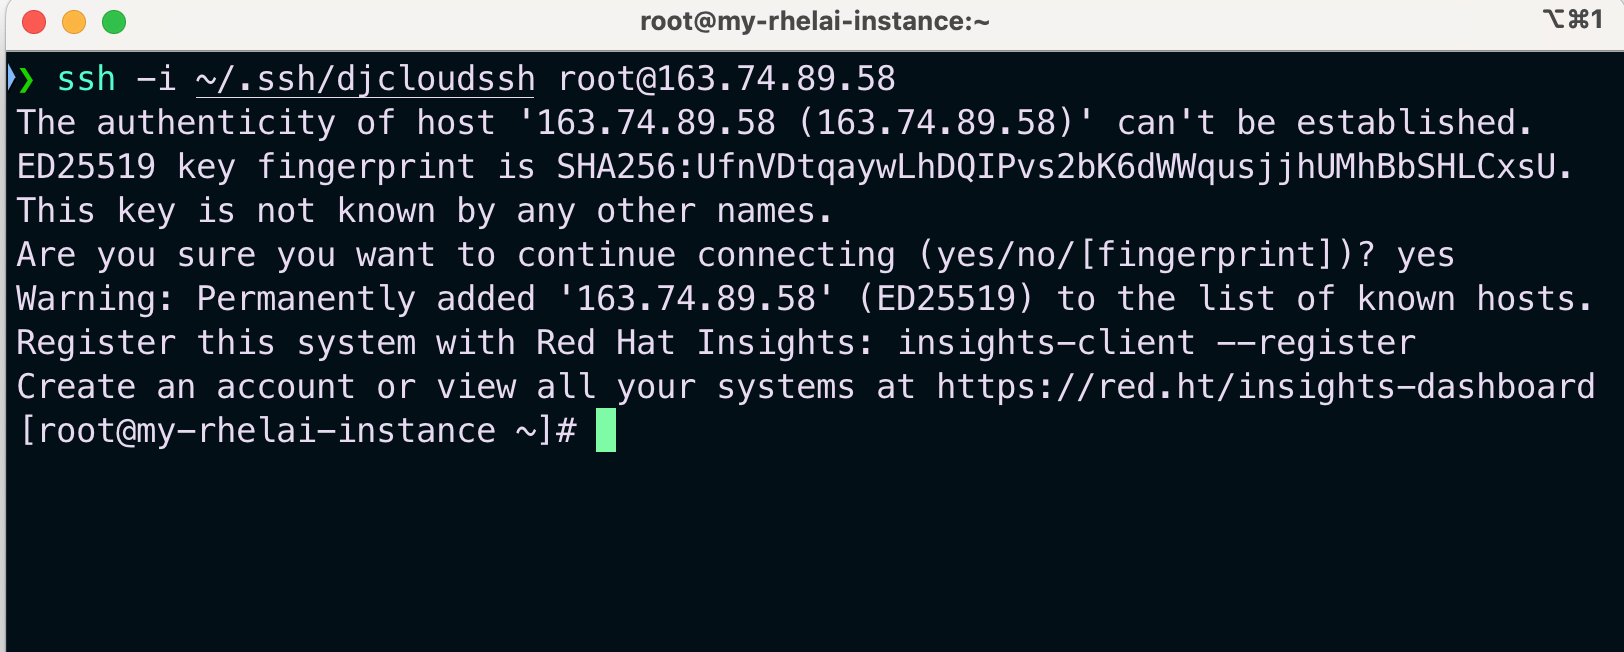 root@my-rhelai-instance:~
⌥⌘1
❯ ssh -i ~/.ssh/djcloudssh root@163.74.89.58
The authenticity of host '163.74.89.58 (163.74.89.58)' can't be established.
ED25519 key fingerprint is SHA256:UfnVDtqaywLhDQIPvs2bK6dWWqusjjhUMhBbSHLCxsU.
This key is not known by any other names.
Are you sure you want to continue connecting (yes/no/[fingerprint])? yes
Warning: Permanently added '163.74.89.58' (ED25519) to the list of known hosts.
Register this system with Red Hat Insights: insights-client --register
Create an account or view all your systems at https://red.ht/insights-dashboard
[root@my-rhelai-instance ~]#